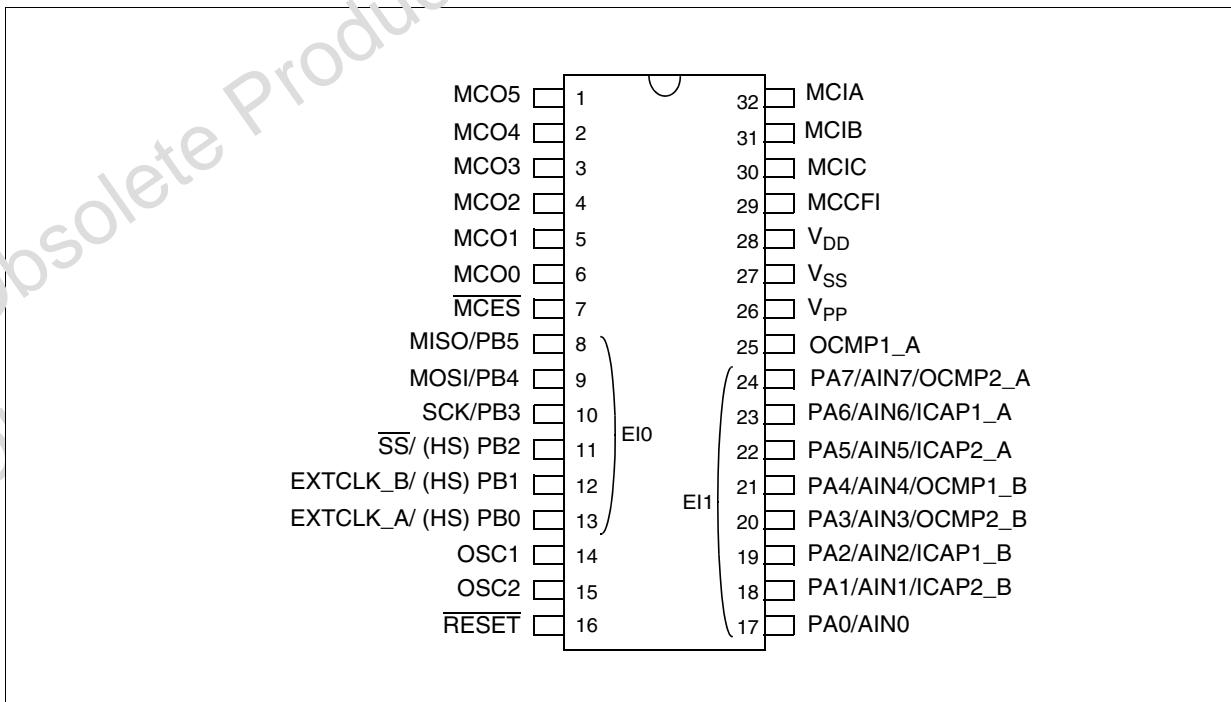 Obsolete Produ
MCO5 1
MCO4 2
MCO3 3
MCO2 4
MCO1 5
MCO0 6
MCES 7
MISO/PB5 8
MOSI/PB4 9
SCK/PB3 10
SS/ (HS) PB2 11
EXTCLK_B/ (HS) PB1 12
EXTCLK_A/ (HS) PB0 13
OSC1 14
OSC2 15
RESET 16
EI0
EI1
32 MCIA
31 MCIB
30 MCIC
29 MCCFI
28 VDD
27 VSS
26 VPP
25 OCMP1_A
24 PA7/AIN7/OCMP2_A
23 PA6/AIN6/ICAP1_A
22 PA5/AIN5/ICAP2_A
21 PA4/AIN4/OCMP1_B
20 PA3/AIN3/OCMP2_B
19 PA2/AIN2/ICAP1_B
18 PA1/AIN1/ICAP2_B
17 PA0/AIN0